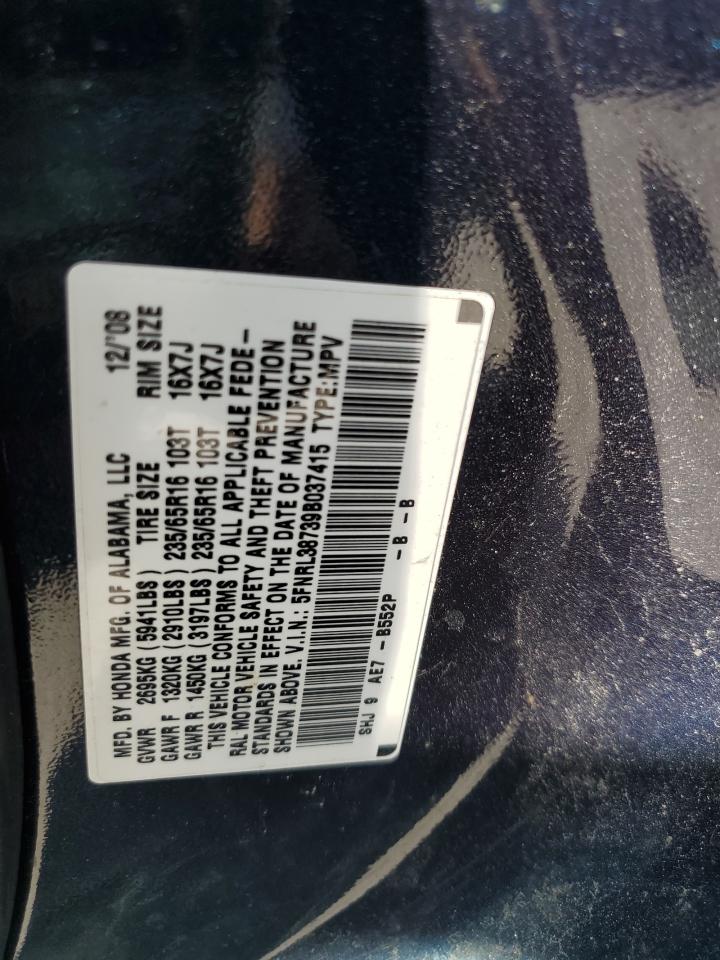 MFD. BY HONDA MFG. OF ALABAMA, LLC 12/'08
GVWR 2695KG (5941LBS) TIRE SIZE RIM SIZE
GAWR F 1320KG (2910LBS) 235/65R16 103T 16X7J
GAWR R 1450KG (3197LBS) 235/65R16 103T 16X7J
THIS VEHICLE CONFORMS TO ALL APPLICABLE FEDE-
RAL MOTOR VEHICLE SAFETY AND THEFT PREVENTION
STANDARDS IN EFFECT ON THE DATE OF MANUFACTURE
SHOWN ABOVE. V.I.N.: 5FNRL38739B037415 TYPE:MPV
SHJ 9 AE7 -B552P -B -B